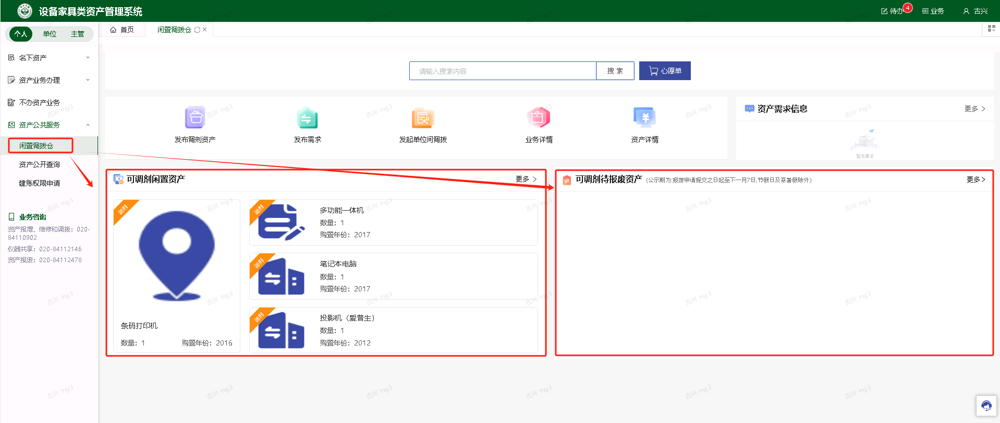 设备家具类资产管理系统
待办 4
业务
古兴
个人 单位 主管
首页
闲置调拨仓
名下资产
资产业务办理
不办资产业务
资产公共服务
闲置调拨仓
资产公开查询
建账权限申请
业务咨询
资产报增、维修和调拨：020-
84110902
仪器共享：020-84112146
资产报废：020-84112478
请输入搜索内容
搜 索
心愿单
发布调剂资产
发布需求
发起单位间调拨
业务详情
资产详情
资产需求信息
更多
暂无需求
可调剂闲置资产
更多
调剂
条码打印机
数量：1
购置年份：2016
调剂
多功能一体机
数量：1
购置年份：2017
调剂
笔记本电脑
数量：1
购置年份：2017
调剂
投影机（爱普生）
数量：1
购置年份：2012
可调剂待报废资产 (公示期为:报废申请提交之日起至下一月7日,节假日及寒暑假除外)
更多
古兴 ing3